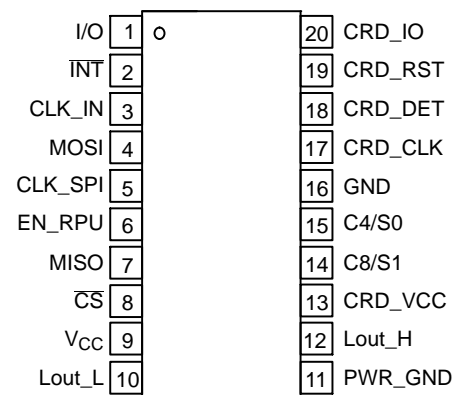 I/O 1 20 CRD_IO
INT 2 19 CRD_RST
CLK_IN 3 18 CRD_DET
MOSI 4 17 CRD_CLK
CLK_SPI 5 16 GND
EN_RPU 6 15 C4/S0
MISO 7 14 C8/S1
CS 8 13 CRD_VCC
VCC 9 12 Lout_H
Lout_L 10 11 PWR_GND